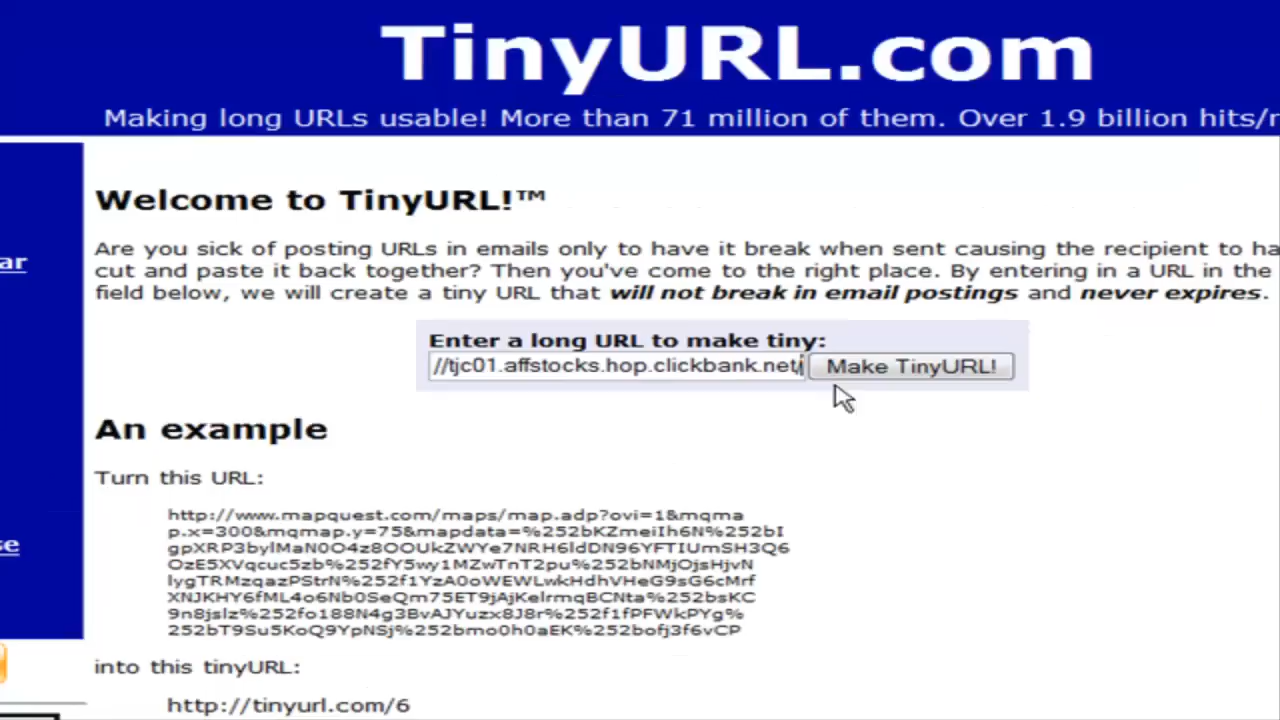 TinyURL.com
Making long URLs usable! More than 71 million of them. Over 1.9 billion hits/
ar
Welcome to TinyURL!™
Are you sick of posting URLs in emails only to have it break when sent causing the recipient to ha
cut and paste it back together? Then you've come to the right place. By entering in a URL in the
field below, we will create a tiny URL that will not break in email postings and never expires.
Enter a long URL to make tiny:
//tjc01.affstocks.hop.clickbank.net/ Make TinyURL!
An example
Turn this URL:
http://www.mapquest.com/maps/map.adp?ovi=1&mqma
p.x=300&mqmap.y=75&mapdata=%252bKZmeiIh6N%252bI
gpXRP3bylMaN0O4z8OOUkZWYe7NRH6ldDN96YFTIUmSH3Q6
OzE5XVqcuc5zb%252fY5wy1MZwTnT2pu%252bNMjOjsHjvN
lygTRMzqazPStrN%252f1YzA0oWEWLwkHdhVHeG9sG6cMrf
XNJKHY6fML4o6Nb0SeQm75ET9jAjKelrmqBCNta%252bsKC
9n8jslz%252fo188N4g3BvAJYuzx8J8r%252f1fPFWkPYg%
252bT9Su5KoQ9YpNSj%252bmo0h0aEK%252bofj3f6vCP
se
into this tinyURL:
http://tinyurl.com/6